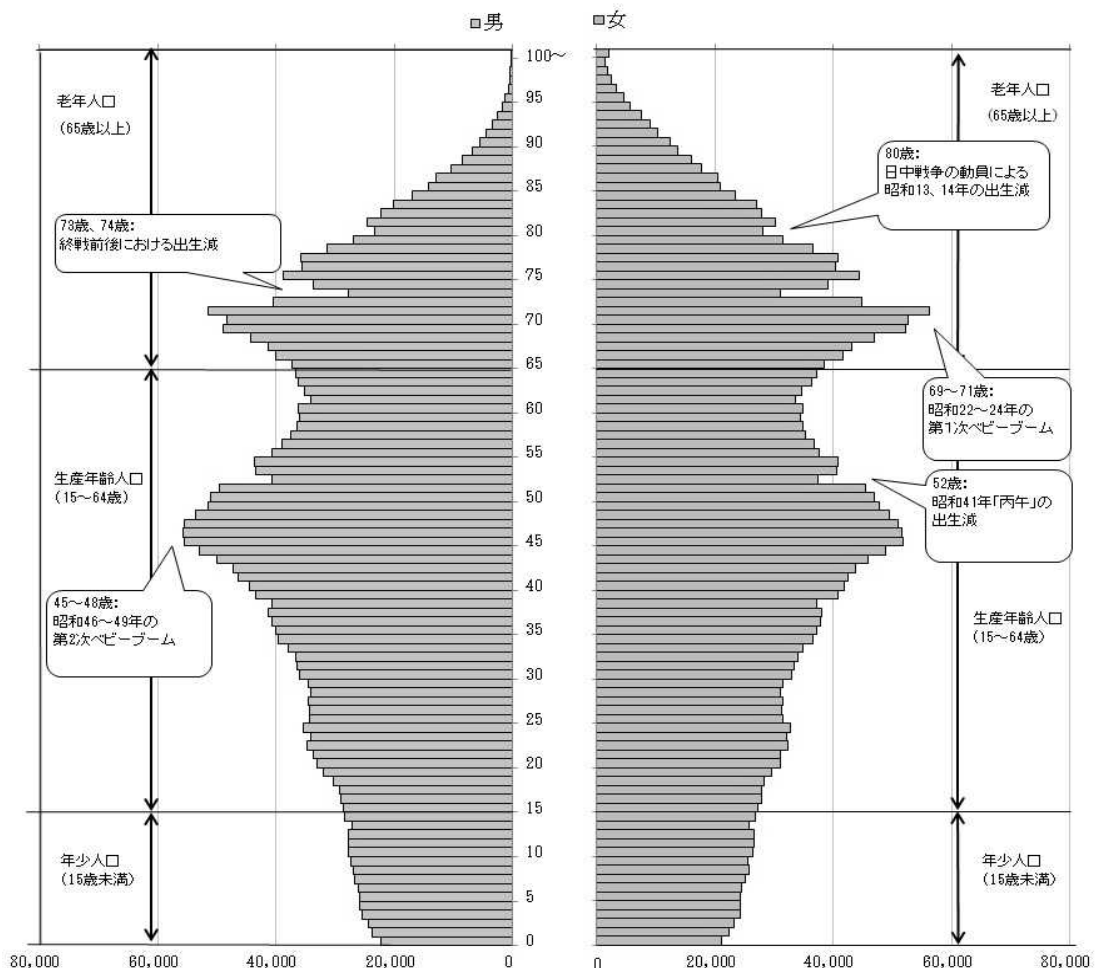 男
女
老年人口
(65歳以上)
73歳、74歳:
終戦前後における出生減
生産年齢人口
(15~64歳)
45~48歳:
昭和46~49年の
第2次ベビーブーム
年少人口
(15歳未満)
100~
95
90
85
80
75
70
65
60
55
50
45
40
35
30
25
20
15
10
5
0
老年人口
(65歳以上)
80歳:
日中戦争の動員による
昭和13、14年の出生減
69~71歳:
昭和22~24年の
第1次ベビーブーム
52歳:
昭和41年「丙午」の
出生減
生産年齢人口
(15~64歳)
年少人口
(15歳未満)
80,000 60,000 40,000 20,000 0
0 20,000 40,000 60,000 80,000